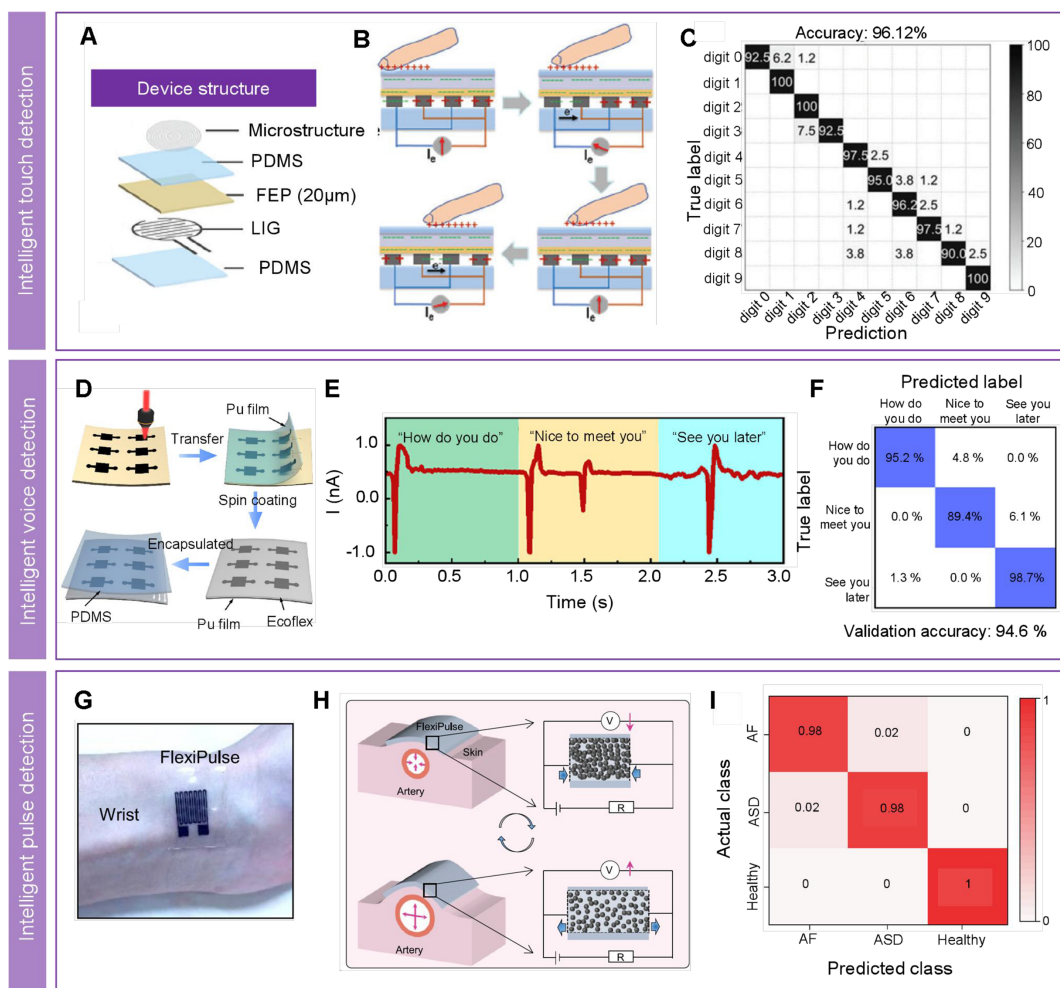 Intelligent touch detection
A
Device structure
Microstructure
PDMS
FEP (20μm)
LIG
PDMS
B
e
Ie
Ie
e
Ie
Ie
C
Accuracy: 96.12%
True label
digit 0 92.5 6.2 1.2
digit 1 100
digit 2 100
digit 3 7.5 92.5
digit 4 97.5 2.5
digit 5 95.0 3.8 1.2
digit 6 1.2 96.2 2.5
digit 7 1.2 97.5 1.2
digit 8 3.8 3.8 90.0 2.5
digit 9 100
digit 0 digit 1 digit 2 digit 3 digit 4 digit 5 digit 6 digit 7 digit 8 digit 9
Prediction
100
80
60
40
20
0
Intelligent voice detection
D
Pu film
Transfer
Spin coating
Encapsulated
PDMS
Pu film
Ecoflex
E
"How do you do" "Nice to meet you" "See you later"
I (nA)
1.0
0.0
-1.0
0.0 0.5 1.0 1.5 2.0 2.5 3.0
Time (s)
F
Predicted label
How do
you do
Nice to
meet you
See you
later
True label
How do
you do
95.2 % 4.8 % 0.0 %
Nice to
meet you
0.0 % 89.4% 6.1 %
See you
later
1.3 % 0.0 % 98.7%
Validation accuracy: 94.6 %
Intelligent pulse detection
G
FlexiPulse
Wrist
H
FlexiPulse
Skin
Artery
V
R
Artery
V
R
I
Actual class
AF 0.98 0.02 0
ASD 0.02 0.98 0
Healthy 0 0 1
AF ASD Healthy
Predicted class
1
0